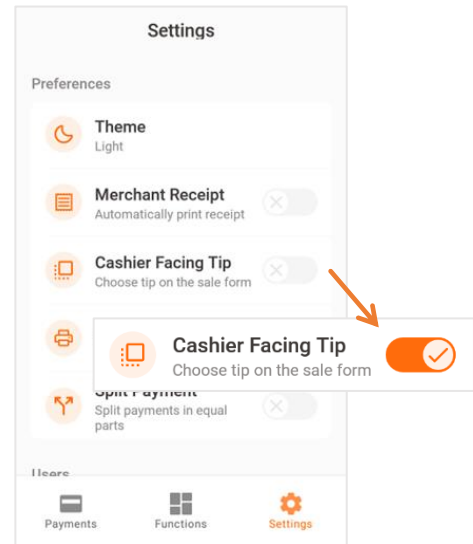 Settings
Preferences
Theme
Light
Merchant Receipt
Automatically print receipt
Cashier Facing Tip
Choose tip on the sale form
Cashier Facing Tip
Choose tip on the sale form
Split Payment
Split payments in equal
parts
Users
Payments
Functions
Settings